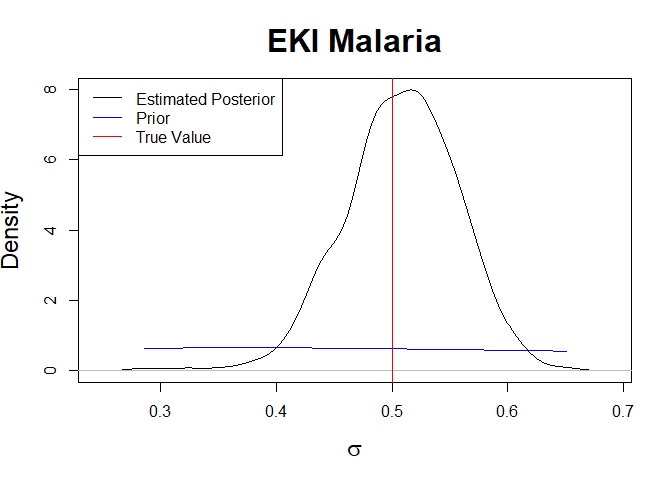 EKI Malaria
Estimated Posterior
Prior
True Value
Density
8
6
4
2
0
0.3 0.4 0.5 0.6 0.7
σ